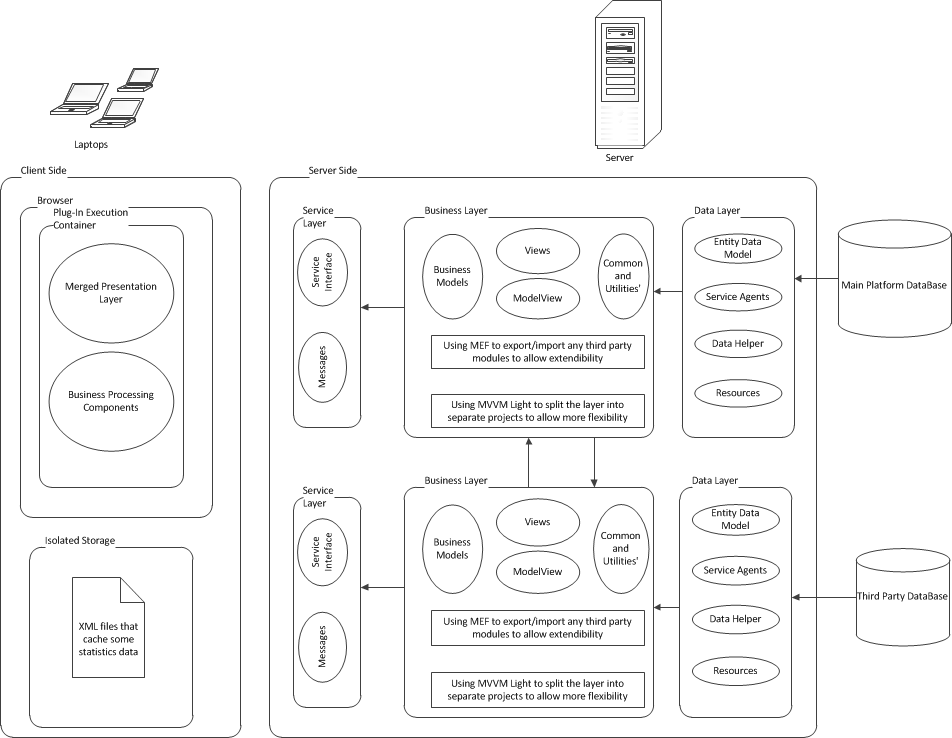 Laptops
Server
Client Side
Browser
Plug-In Execution
Container
Merged Presentation
Layer
Business Processing
Components
Isolated Storage
XML files that
cache some
statistics data
Server Side
Service
Layer
Service
Interface
Messages
Business Layer
Business
Models
Views
ModelView
Common
and
Utilities'
Using MEF to export/import any third party
modules to allow extendibility
Using MVVM Light to split the layer into
separate projects to allow more flexibility
Data Layer
Entity Data
Model
Service Agents
Data Helper
Resources
Main Platform DataBase
Service
Layer
Service
Interface
Messages
Business Layer
Business
Models
Views
ModelView
Common
and
Utilities'
Using MEF to export/import any third party
modules to allow extendibility
Using MVVM Light to split the layer into
separate projects to allow more flexibility
Data Layer
Entity Data
Model
Service Agents
Data Helper
Resources
Third Party DataBase